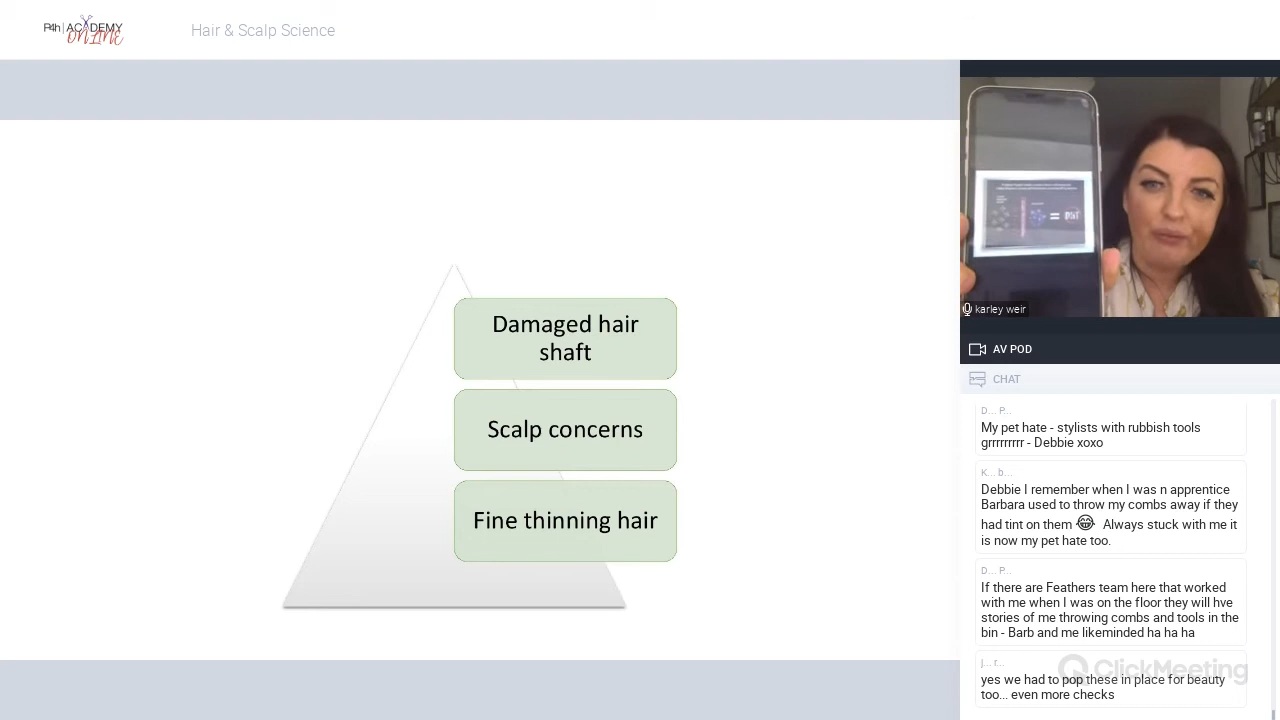 P4h ACADEMY
ONLINE
Hair & Scalp Science
Damaged hair
shaft
Scalp concerns
Fine thinning hair
karley weir
AV POD
CHAT
D... P...
My pet hate - stylists with rubbish tools
grrrrrrrrr - Debbie xoxo
K... b...
Debbie I remember when I was n apprentice
Barbara used to throw my combs away if they
had tint on them 😂 Always stuck with me it
is now my pet hate too.
D... P...
If there are Feathers team here that worked
with me when I was on the floor they will hve
stories of me throwing combs and tools in the
bin - Barb and me likeminded ha ha ha
j... r...
ClickMeeting
yes we had to pop these in place for beauty
too... even more checks